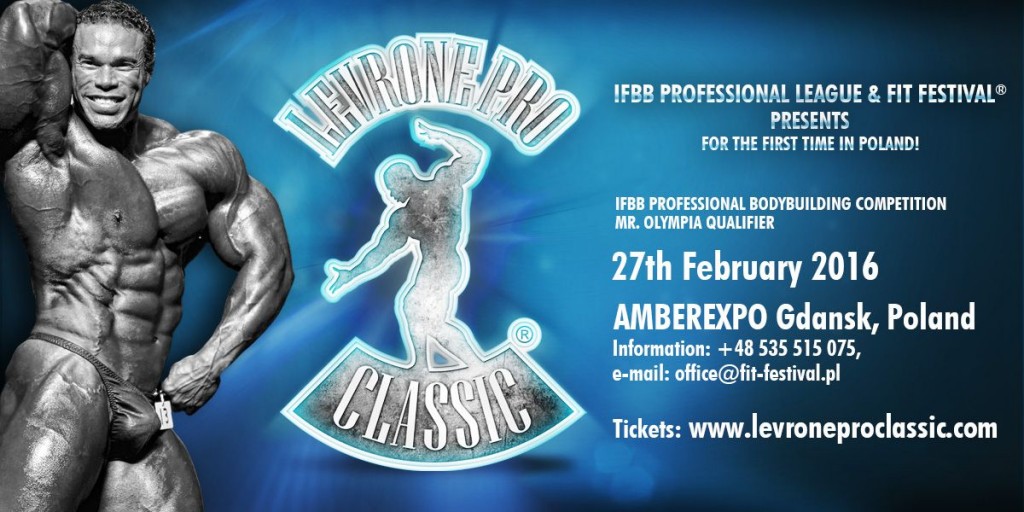 LEVRONE PRO
CLASSIC
®
IFBB PROFESSIONAL LEAGUE & FIT FESTIVAL®
PRESENTS
FOR THE FIRST TIME IN POLAND!
IFBB PROFESSIONAL BODYBUILDING COMPETITION
MR. OLYMPIA QUALIFIER
27th February 2016
AMBEREXPO Gdansk, Poland
Information: +48 535 515 075,
e-mail: office@fit-festival.pl
Tickets: www.levroneproclassic.com